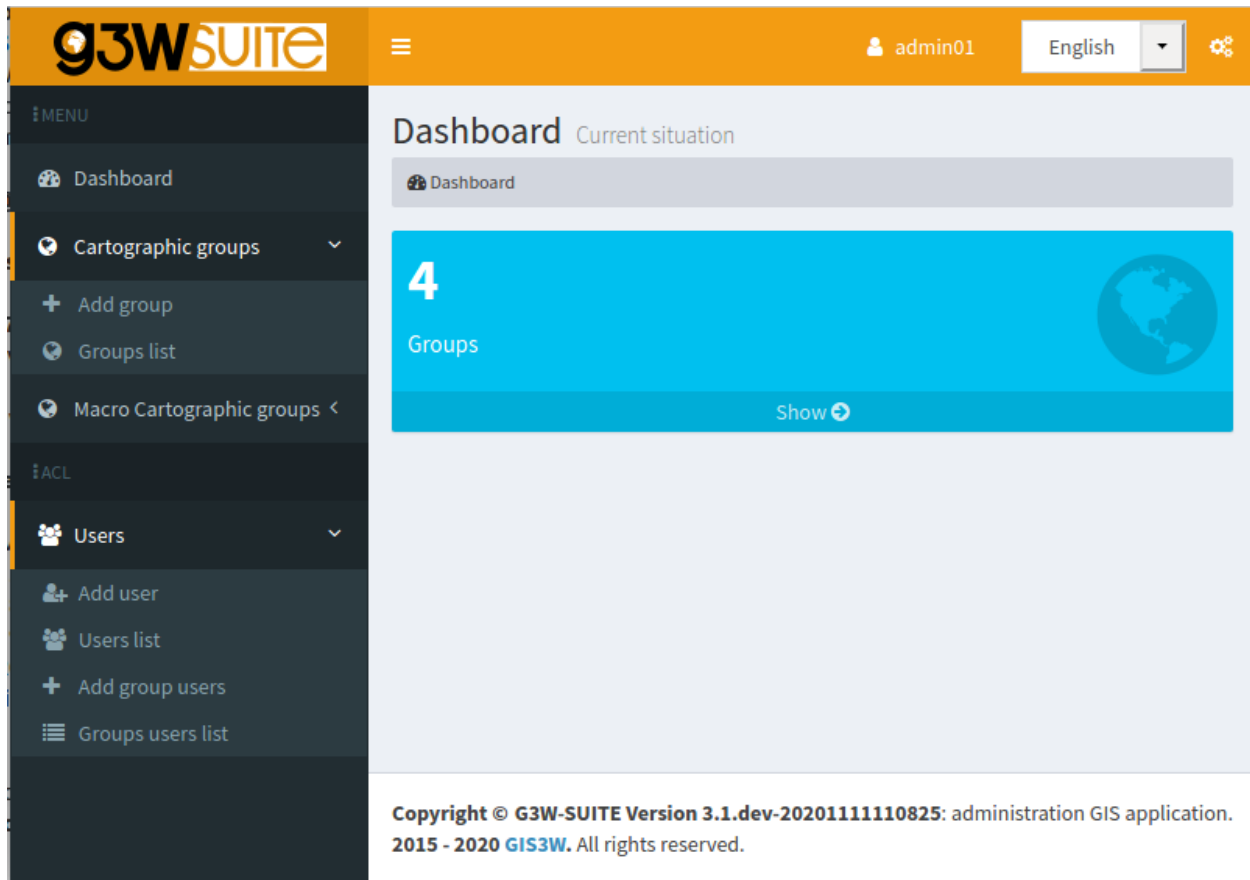 g3wsuite
admin01
English
MENU
Dashboard
Cartographic groups
Add group
Groups list
Macro Cartographic groups
ACL
Users
Add user
Users list
Add group users
Groups users list
Dashboard Current situation
Dashboard
4
Groups
Show
Copyright © G3W-SUITE Version 3.1.dev-20201111110825: administration GIS application.
2015 - 2020 GIS3W. All rights reserved.